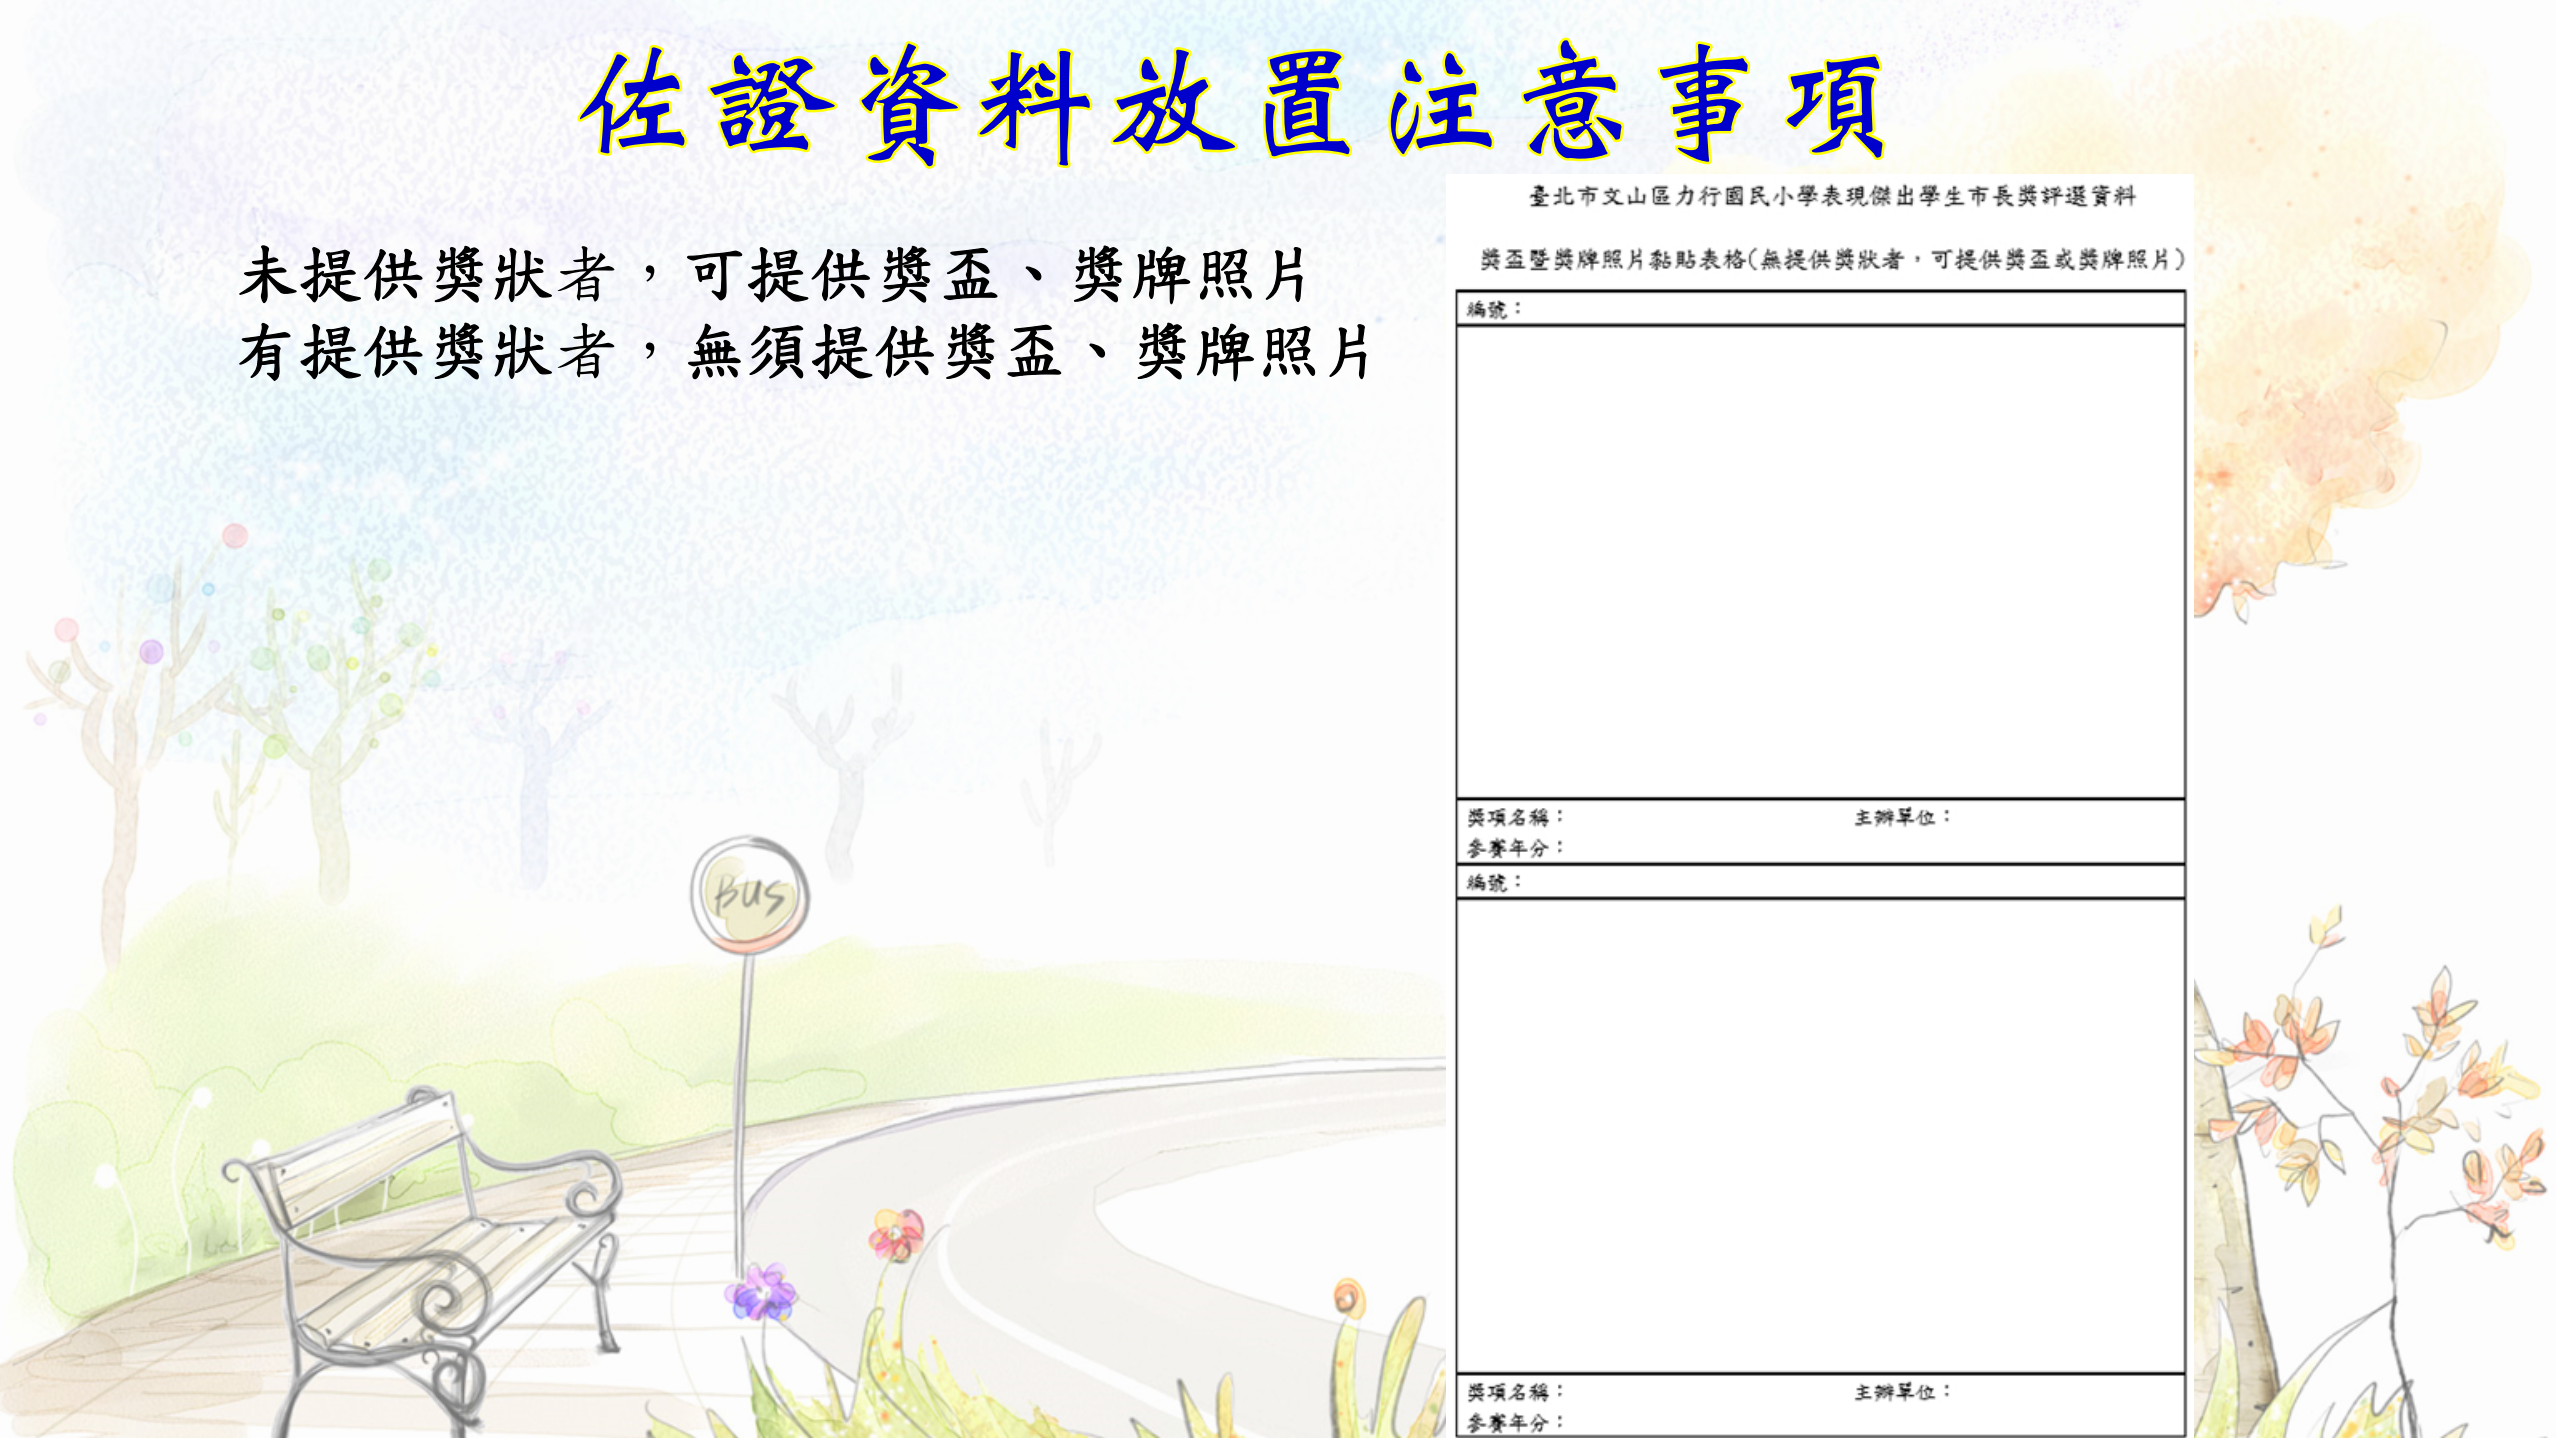 佐證資料放置注意事項
未提供獎狀者，可提供獎盃、獎牌照片
有提供獎狀者，無須提供獎盃、獎牌照片
臺北市文山區力行國民小學表現傑出學生市長獎評選資料
獎盃暨獎牌照片黏貼表格(無提供獎狀者，可提供獎盃或獎牌照片)
編號：
獎項名稱： 主辦單位：
參賽年分：
編號：
獎項名稱： 主辦單位：
參賽年分：
BUS